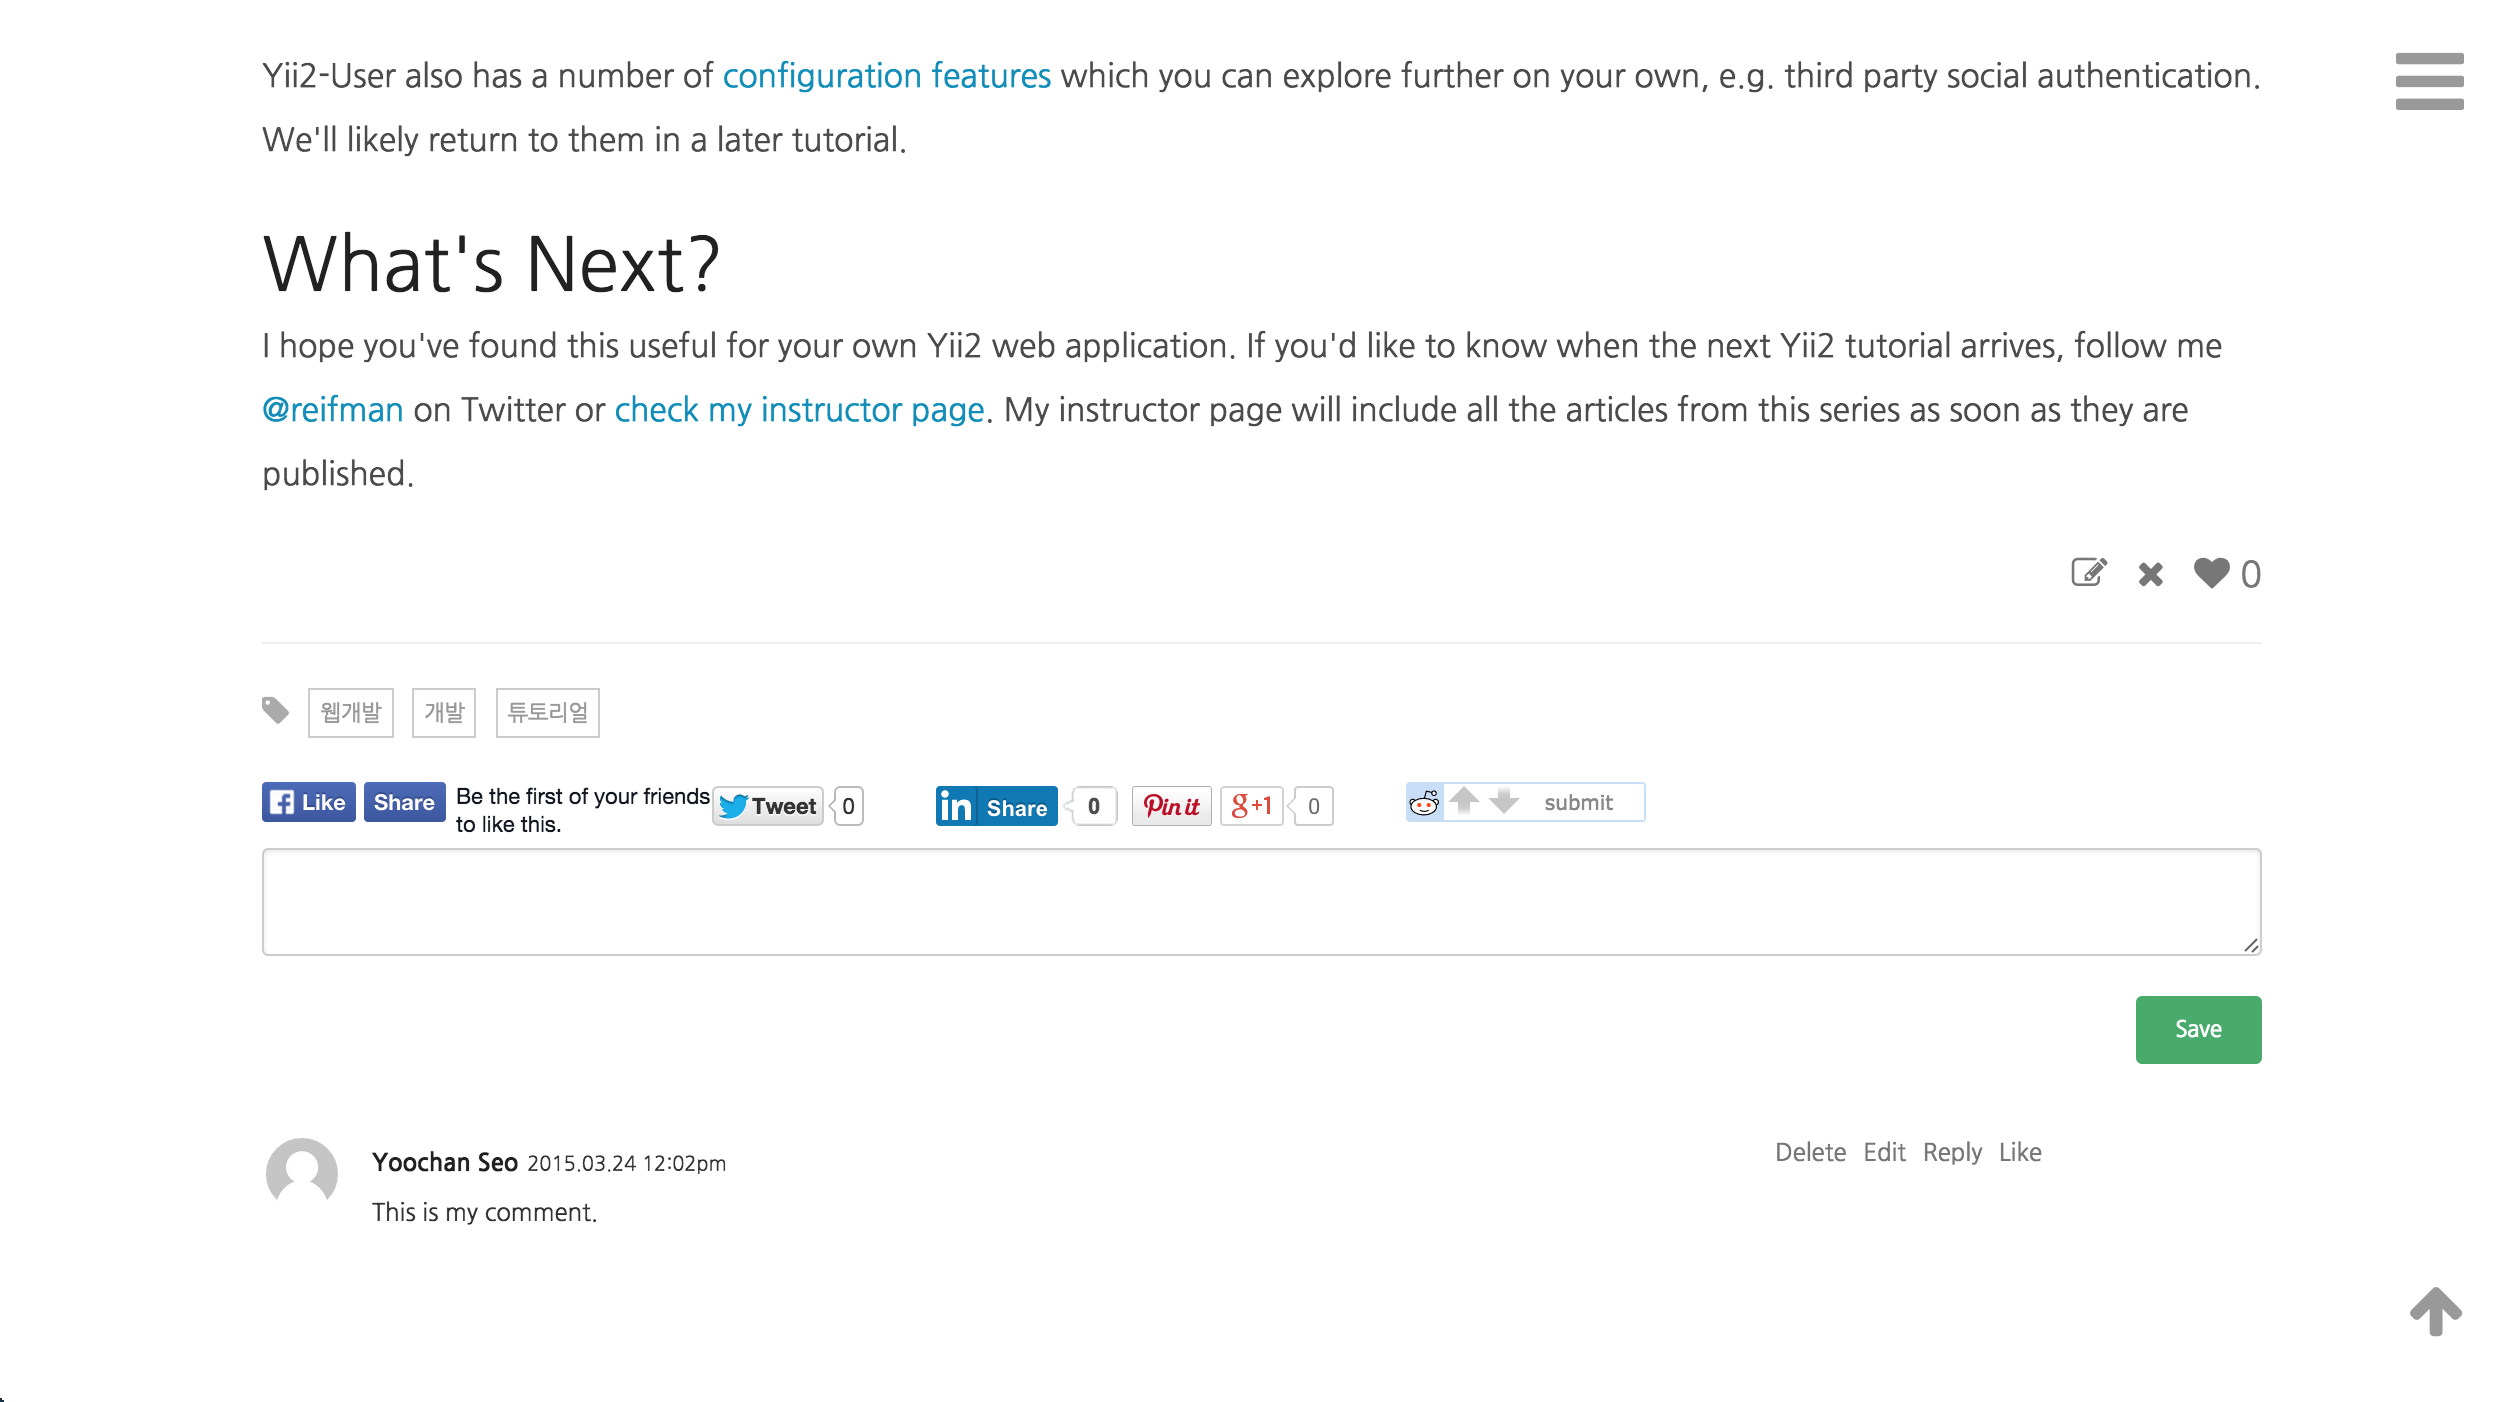 Yii2-User also has a number of configuration features which you can explore further on your own, e.g. third party social authentication.
We'll likely return to them in a later tutorial.
What's Next?
I hope you've found this useful for your own Yii2 web application. If you'd like to know when the next Yii2 tutorial arrives, follow me
@reifman on Twitter or check my instructor page. My instructor page will include all the articles from this series as soon as they are
published.
0
웹개발 개발 튜토리얼
Like Share Be the first of your friends to like this. Tweet 0 in Share 0 Pin it g+1 0 submit
Save
Yoochan Seo 2015.03.24 12:02pm Delete Edit Reply Like
This is my comment.